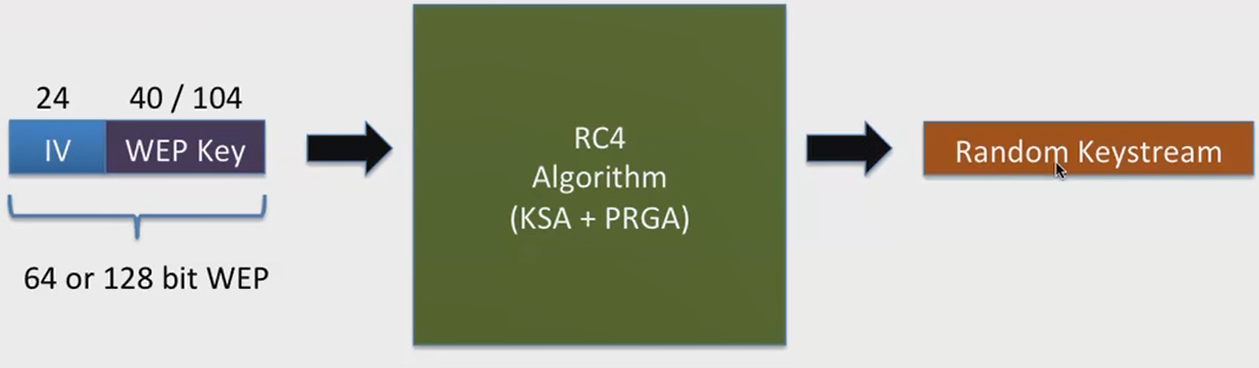 24
40 / 104
IV
WEP Key
64 or 128 bit WEP
RC4
Algorithm
(KSA + PRGA)
Random Keystream